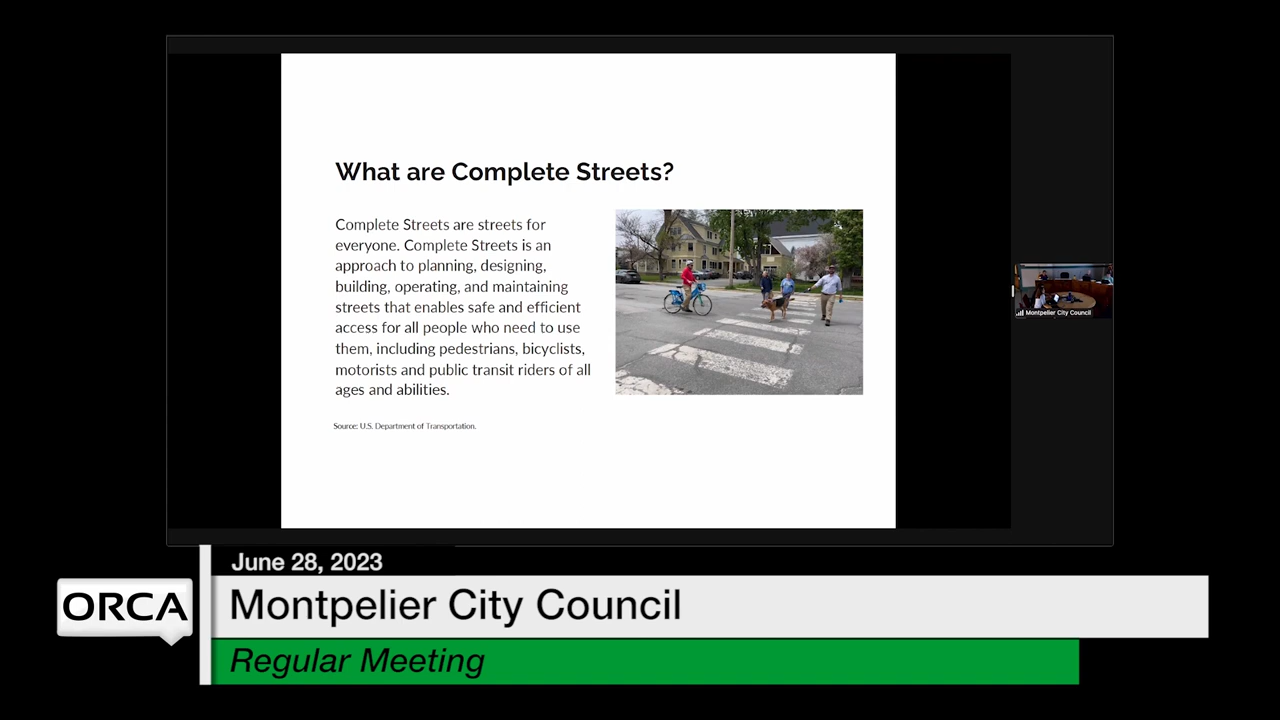 What are Complete Streets?
Complete Streets are streets for
everyone. Complete Streets is an
approach to planning, designing,
building, operating, and maintaining
streets that enables safe and efficient
access for all people who need to use
them, including pedestrians, bicyclists,
motorists and public transit riders of all
ages and abilities.
Source: U.S. Department of Transportation.
Montpelier City Council
June 28, 2023
ORCA
Montpelier City Council
Regular Meeting